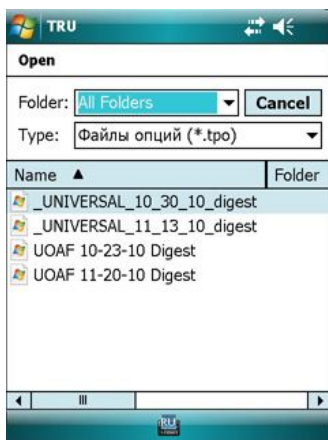 TRU
Open
Folder: All Folders Cancel
Type: Файлы опций (*.tpo)
Name Folder
_UNIVERSAL_10_30_10_digest
_UNIVERSAL_11_13_10_digest
UOAF 10-23-10 Digest
UOAF 11-20-10 Digest
RU